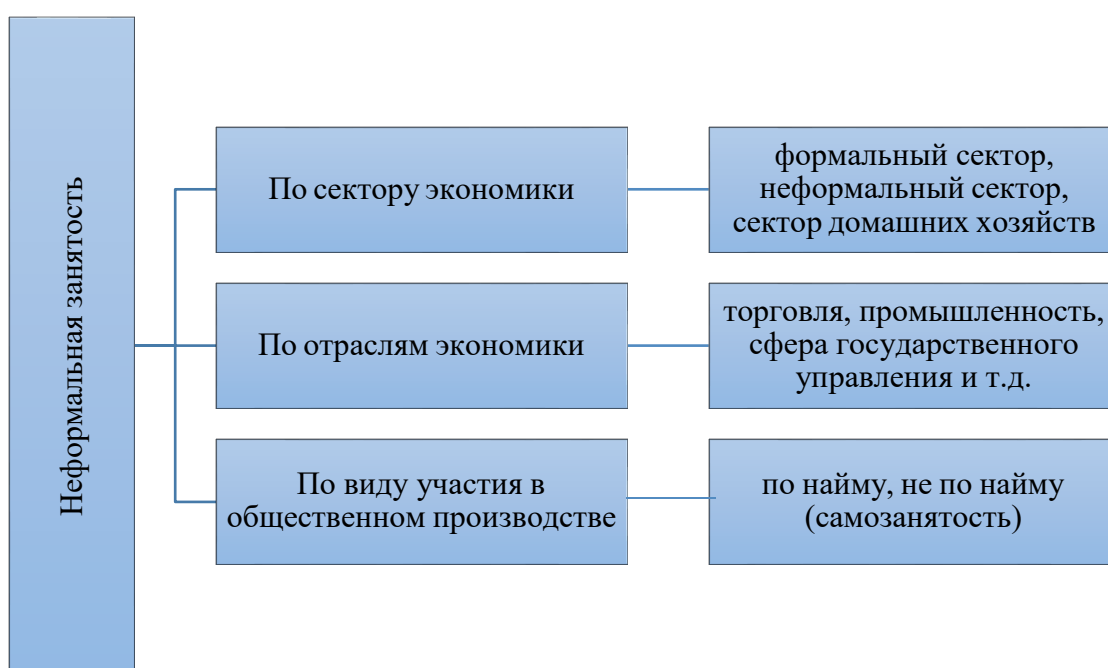 Неформальная занятость
По сектору экономики
формальный сектор,
неформальный сектор,
сектор домашних хозяйств
По отраслям экономики
торговля, промышленность,
сфера государственного
управления и т.д.
По виду участия в
общественном производстве
по найму, не по найму
(самозанятость)